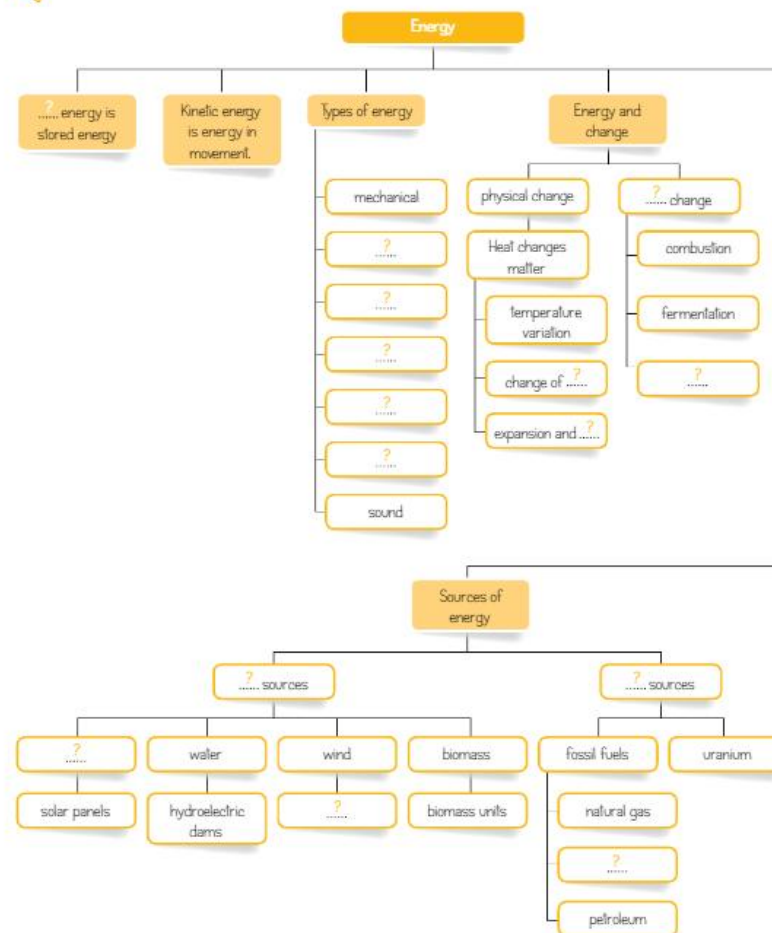 Energy
? ...... energy is
stored energy
Kinetic energy
is energy in
movement.
Types of energy
Energy and
change
mechanical
physical change
? ...... change
? ......
Heat changes
matter
combustion
? ......
temperature
variation
fermentation
? ......
change of ? ......
? ......
? ......
expansion and ? ......
? ......
sound
Sources of
energy
? ...... sources
? ...... sources
? ......
water
wind
biomass
fossil fuels
uranium
solar panels
hydroelectric
dams
? ......
biomass units
natural gas
? ......
petroleum